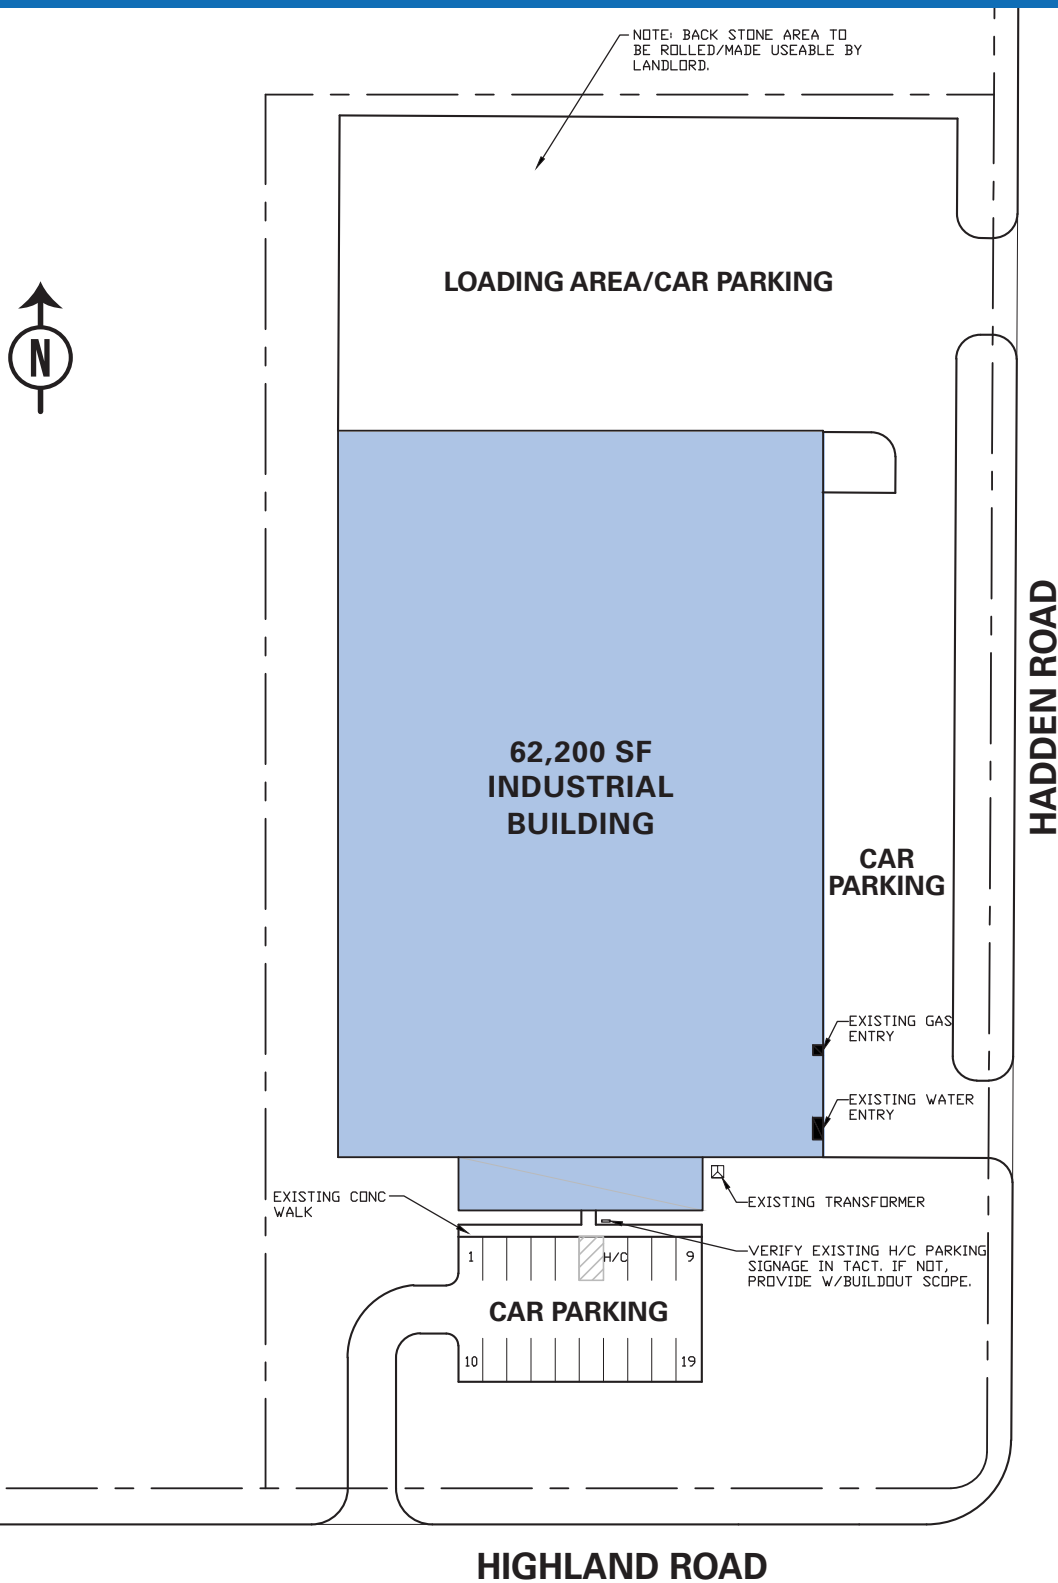 NOTE: BACK STONE AREA TO
BE ROLLED/MADE USEABLE BY
LANDLORD.
LOADING AREA/CAR PARKING
N
HADDEN ROAD
62,200 SF
INDUSTRIAL
BUILDING
CAR
PARKING
EXISTING GAS
ENTRY
EXISTING WATER
ENTRY
EXISTING CONC
WALK
EXISTING TRANSFORMER
VERIFY EXISTING H/C PARKING
SIGNAGE IN TACT. IF NOT,
PROVIDE W/BUILDOUT SCOPE.
1
H/C
9
CAR PARKING
10
19
HIGHLAND ROAD